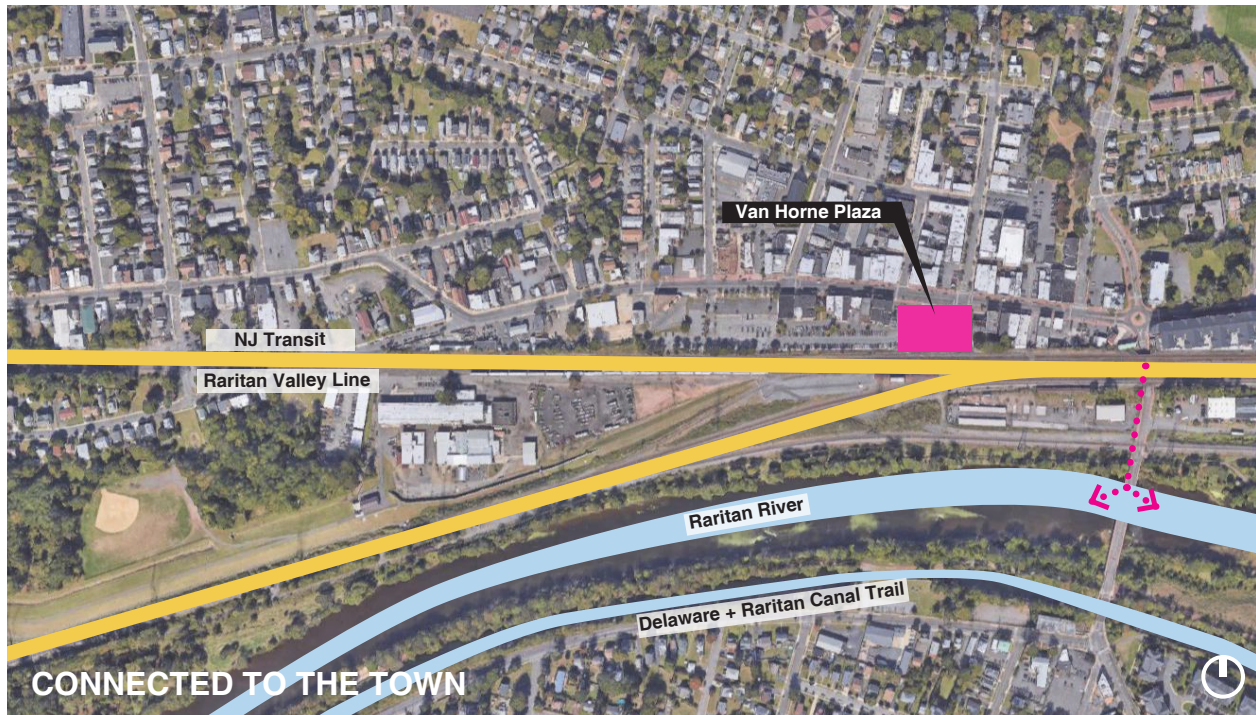 Van Horne Plaza
NJ Transit
Raritan Valley Line
Raritan River
Delaware + Raritan Canal Trail
CONNECTED TO THE TOWN